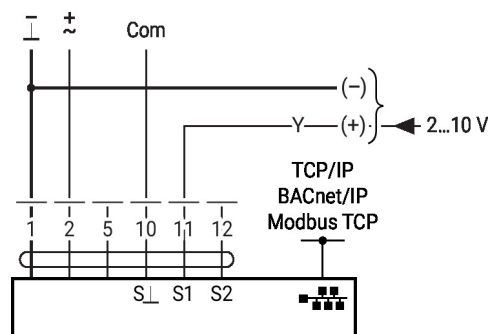 – +
⊥ ~ Com
(–)
Y (+) 2...10 V
TCP/IP
BACnet/IP
Modbus TCP
1 2 5 10 11 12
S⊥ S1 S2